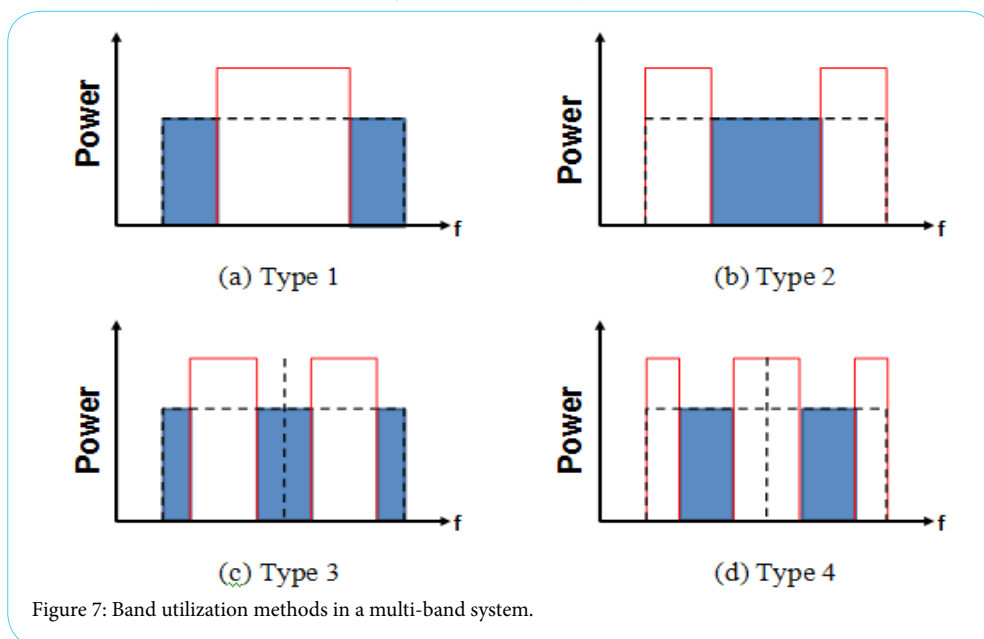 Power
f
(a) Type 1
Power
f
(b) Type 2
Power
f
(c) Type 3
Power
f
(d) Type 4
Figure 7: Band utilization methods in a multi-band system.